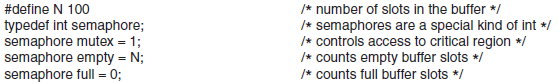 #define N 100 /* number of slots in the buffer */
typedef int semaphore; /* semaphores are a special kind of int */
semaphore mutex = 1; /* controls access to critical region */
semaphore empty = N; /* counts empty buffer slots */
semaphore full = 0; /* counts full buffer slots */